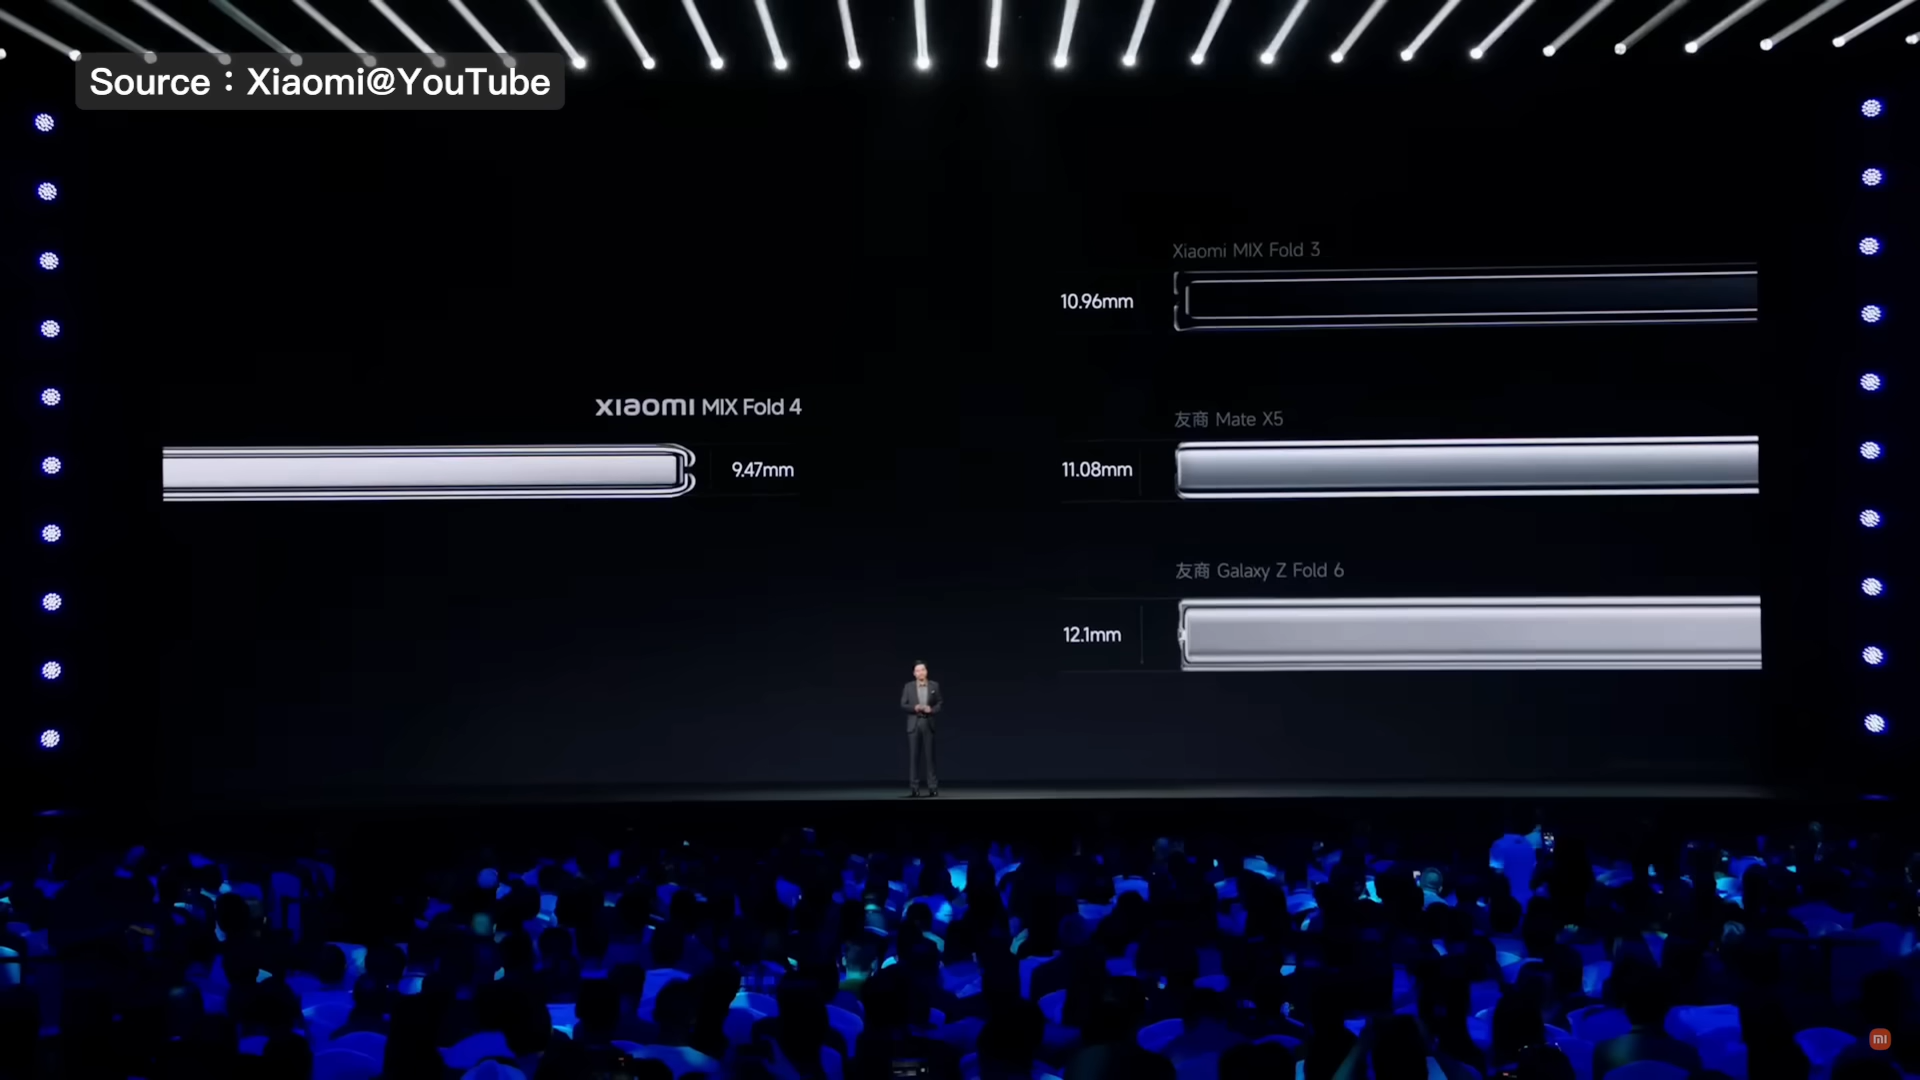 Source：Xiaomi@YouTube
Xiaomi MIX Fold 3
10.96mm
xiaomi MIX Fold 4
9.47mm
友商 Mate X5
11.08mm
友商 Galaxy Z Fold 6
12.1mm
mi